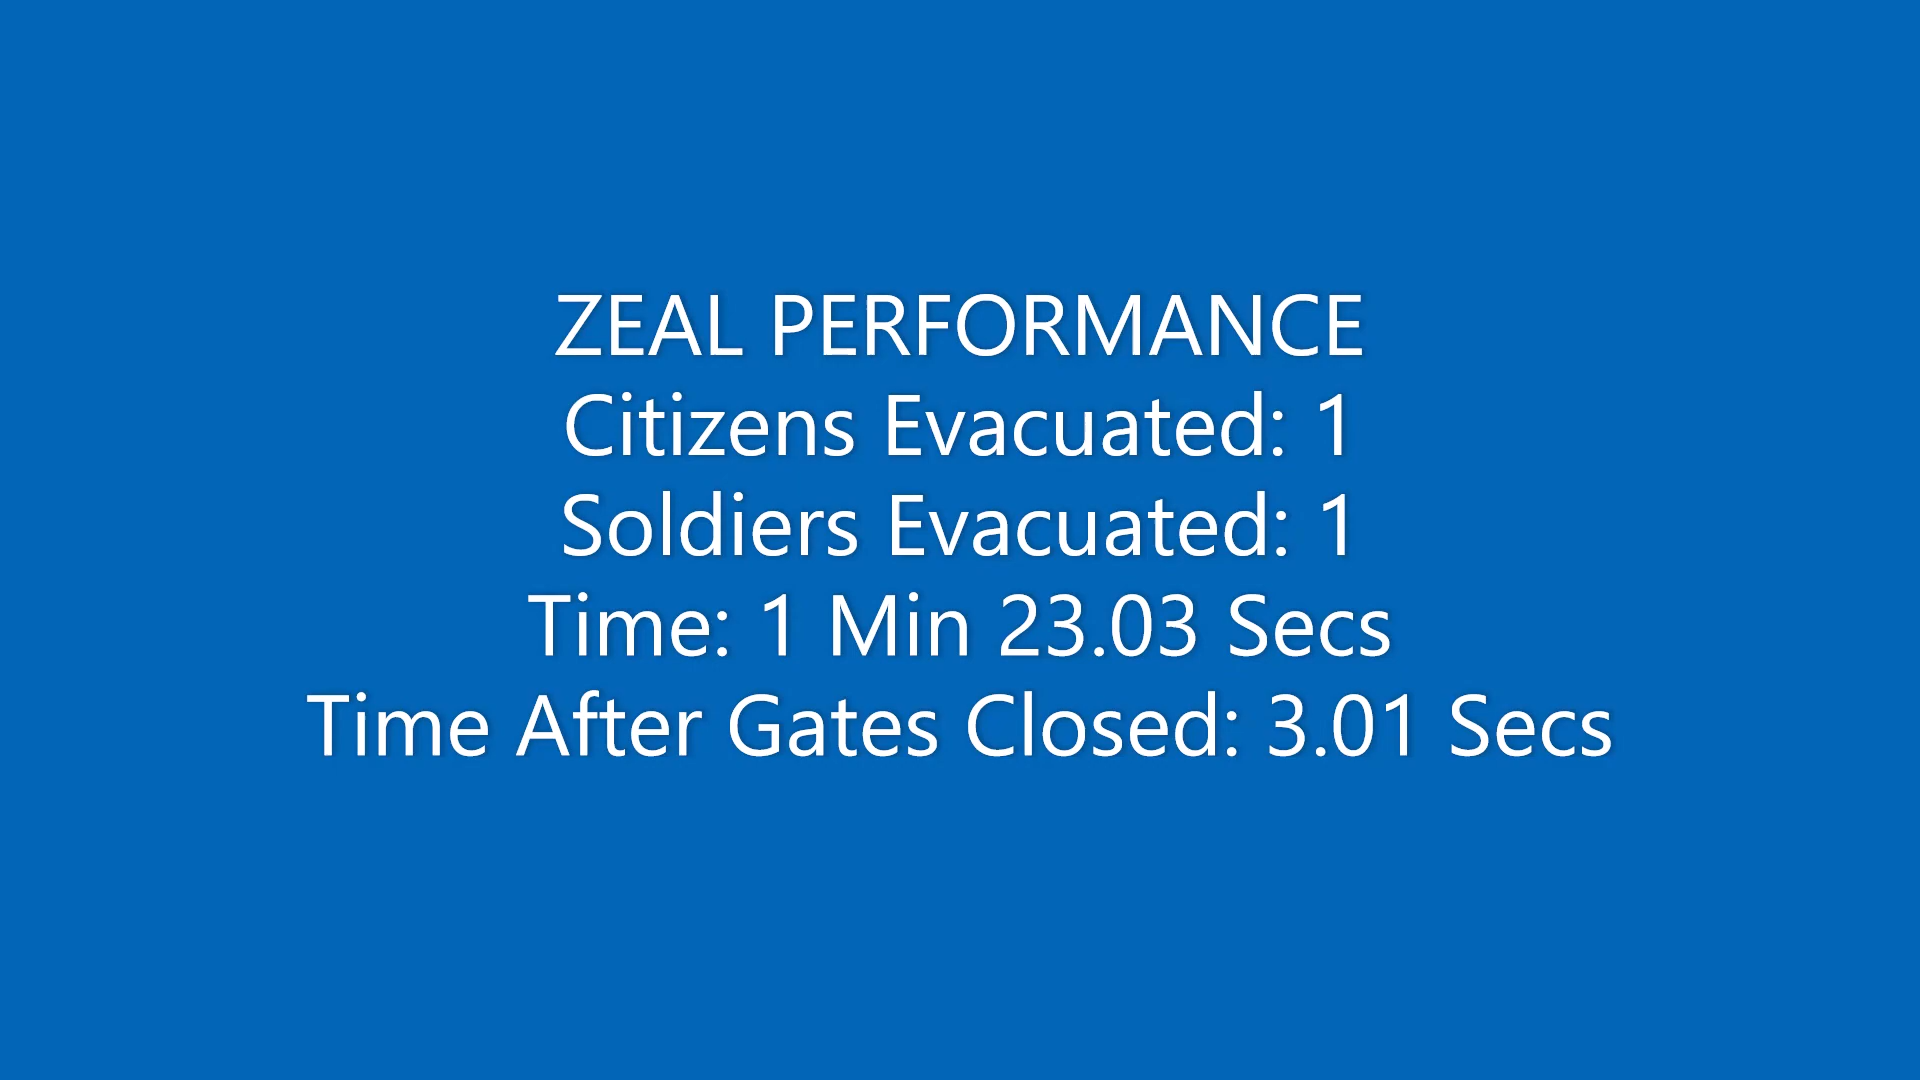 ZEAL PERFORMANCE
Citizens Evacuated: 1
Soldiers Evacuated: 1
Time: 1 Min 23.03 Secs
Time After Gates Closed: 3.01 Secs